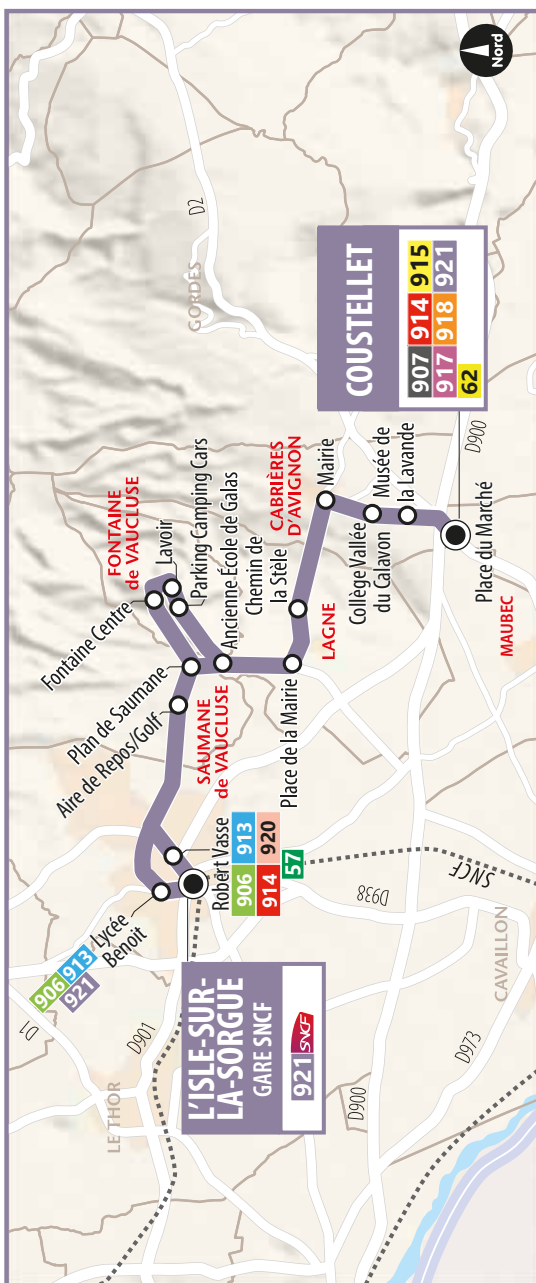 Nord
D2
GORDES
COUSTELLET
907 914 915
917 918 921
62
D900
FONTAINE
de VAUCLUSE
Fontaine Centre
Lavoir
Parking Camping Cars
Ancienne École de Galas
Chemin de
la Stèle
CABRIÈRES
D'AVIGNON
Mairie
Collège Vallée
du Calavon
Musée de
la Lavande
Place du Marché
MAUBEC
LAGNE
Place de la Mairie
Plan de Saumane
Aire de Repos/Golf
SAUMANE
de VAUCLUSE
Robert Vasse
906 913
914 920
57
Lycée
Benoit
906 913
921
L'ISLE-SUR-
LA-SORGUE
GARE SNCF
921 SNCF
D1
D901
LE THOR
D938
SNCF
CAVAILLON
D973
D900